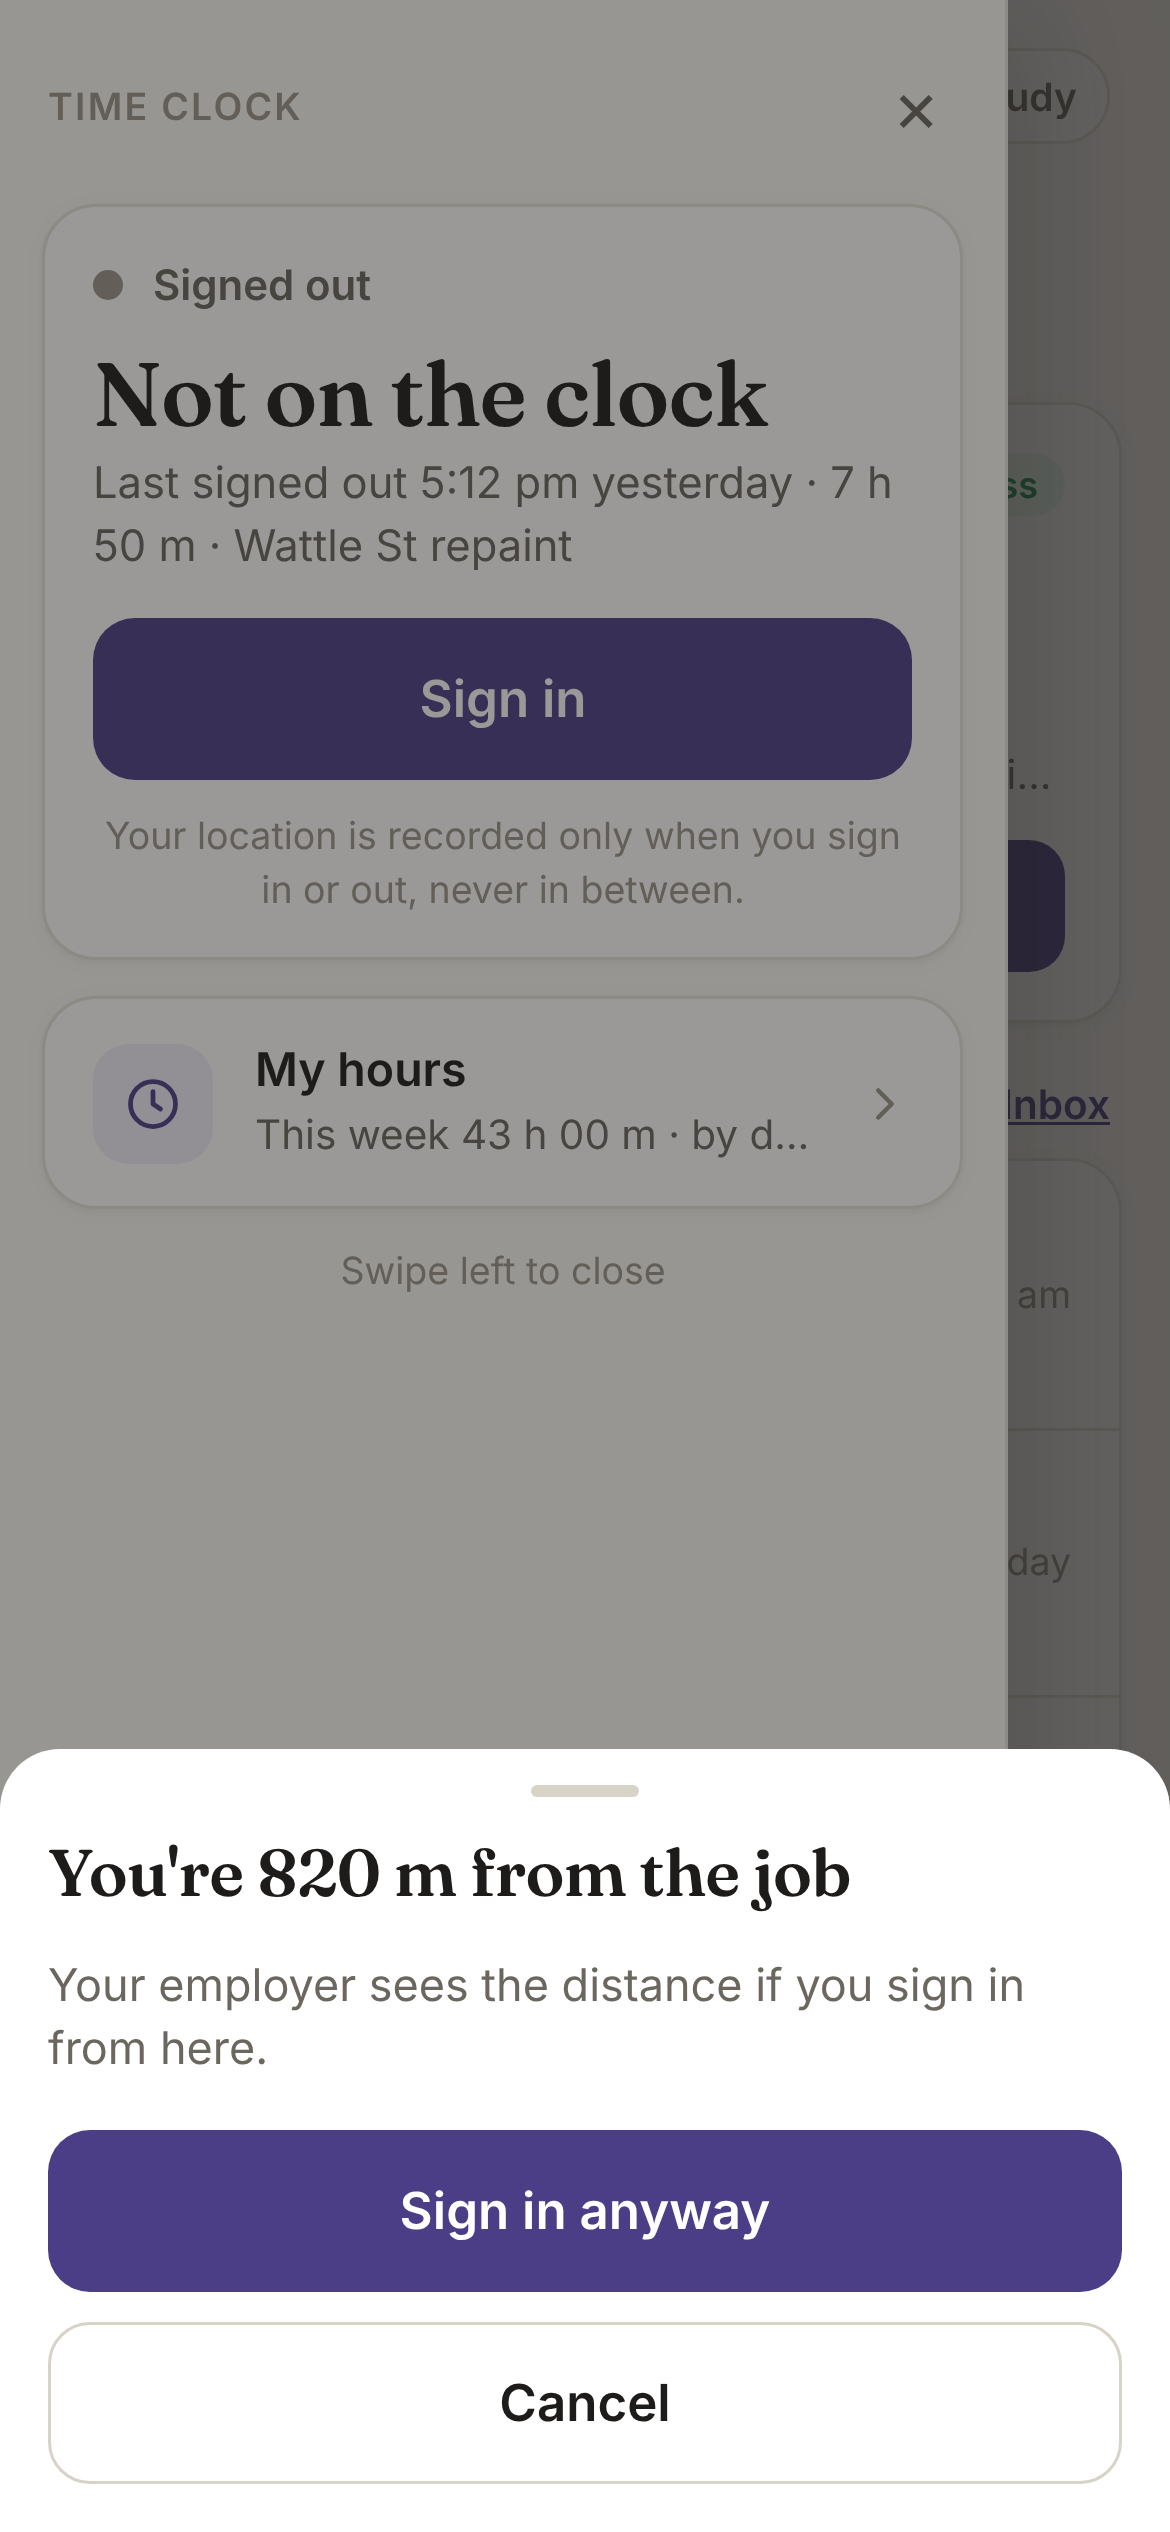 TIME CLOCK
udy
Signed out
Not on the clock
Last signed out 5:12 pm yesterday · 7 h
50 m · Wattle St repaint
ss
Sign in
i...
Your location is recorded only when you sign
in or out, never in between.
My hours
This week 43 h 00 m · by d...
Inbox
Swipe left to close
am
day
You're 820 m from the job
Your employer sees the distance if you sign in
from here.
Sign in anyway
Cancel